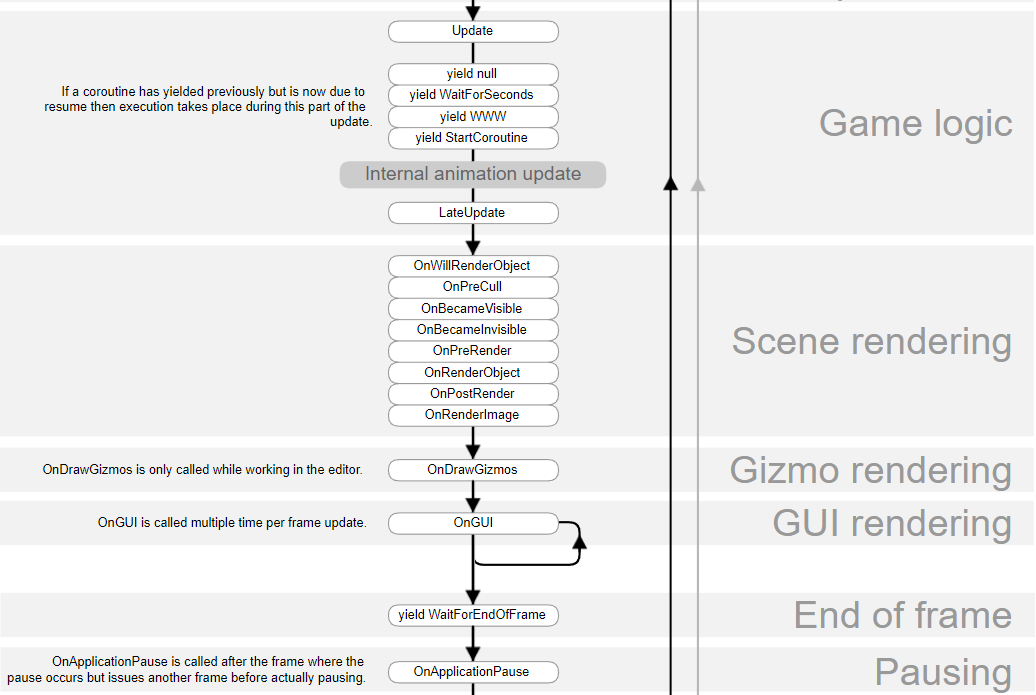 Update
yield null
If a coroutine has yielded previously but is now due to
resume then execution takes place during this part of the
update.
yield WaitForSeconds
yield WWW
yield StartCoroutine
Game logic
Internal animation update
LateUpdate
OnWillRenderObject
OnPreCull
OnBecameVisible
OnBecameInvisible
OnPreRender
OnRenderObject
OnPostRender
OnRenderImage
Scene rendering
OnDrawGizmos is only called while working in the editor.
OnDrawGizmos
Gizmo rendering
OnGUI is called multiple time per frame update.
OnGUI
GUI rendering
yield WaitForEndOfFrame
End of frame
OnApplicationPause is called after the frame where the
pause occurs but issues another frame before actually pausing.
OnApplicationPause
Pausing